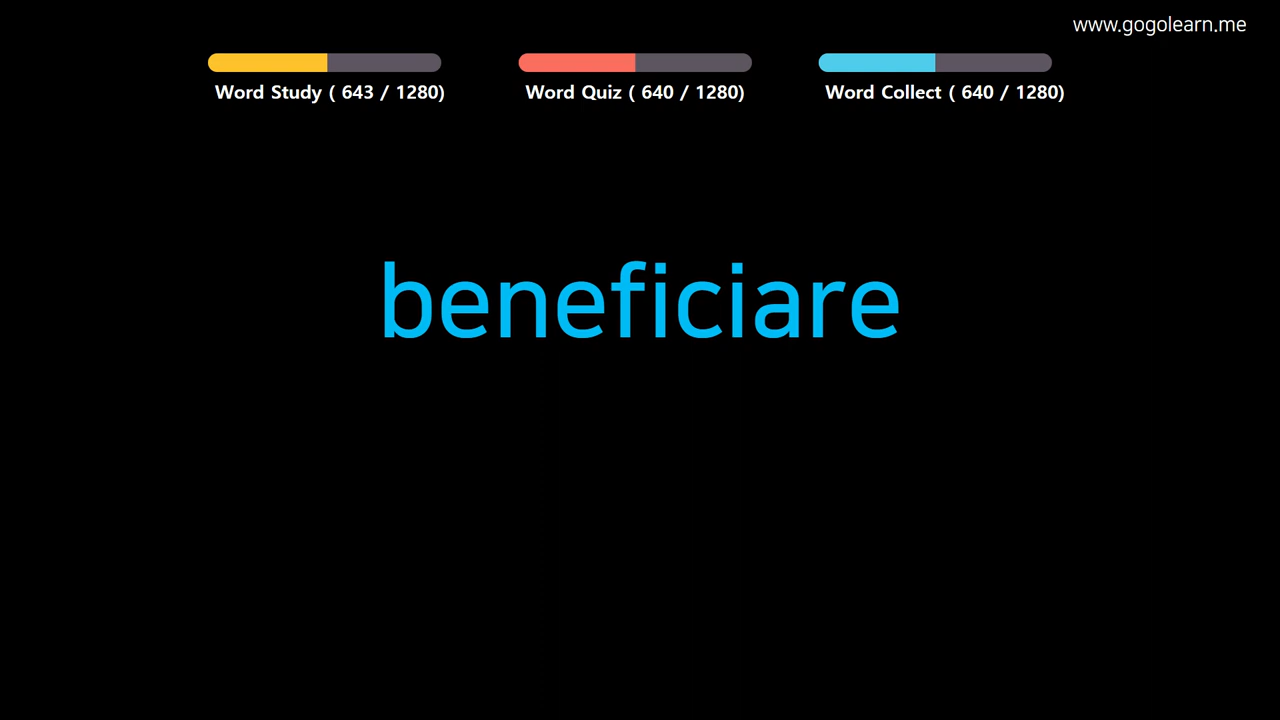 www.gogolearn.me
Word Study ( 643 / 1280)
Word Quiz ( 640 / 1280)
Word Collect ( 640 / 1280)
beneficiare